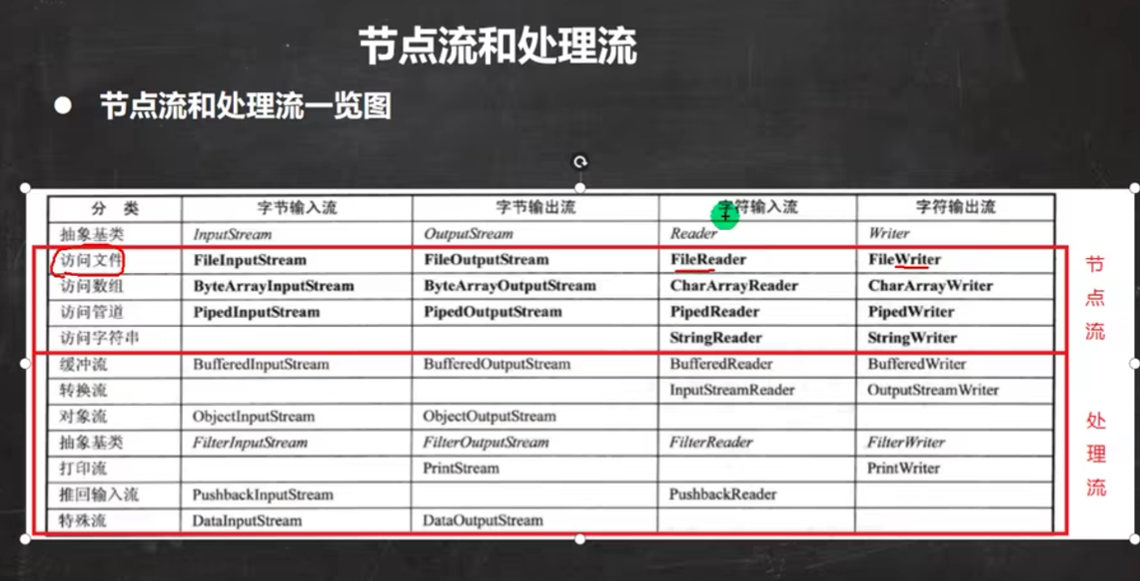 节点流和处理流
● 节点流和处理流一览图
分 类 字节输入流 字节输出流 字符输入流 字符输出流
抽象基类 InputStream OutputStream Reader Writer
访问文件 FileInputStream FileOutputStream FileReader FileWriter
访问数组 ByteArrayInputStream ByteArrayOutputStream CharArrayReader CharArrayWriter
访问管道 PipedInputStream PipedOutputStream PipedReader PipedWriter
访问字符串 StringReader StringWriter
节点流
缓冲流 BufferedInputStream BufferedOutputStream BufferedReader BufferedWriter
转换流 InputStreamReader OutputStreamWriter
对象流 ObjectInputStream ObjectOutputStream
抽象基类 FilterInputStream FilterOutputStream FilterReader FilterWriter
打印流 PrintStream PrintWriter
推回输入流 PushbackInputStream PushbackReader
特殊流 DataInputStream DataOutputStream
处理流